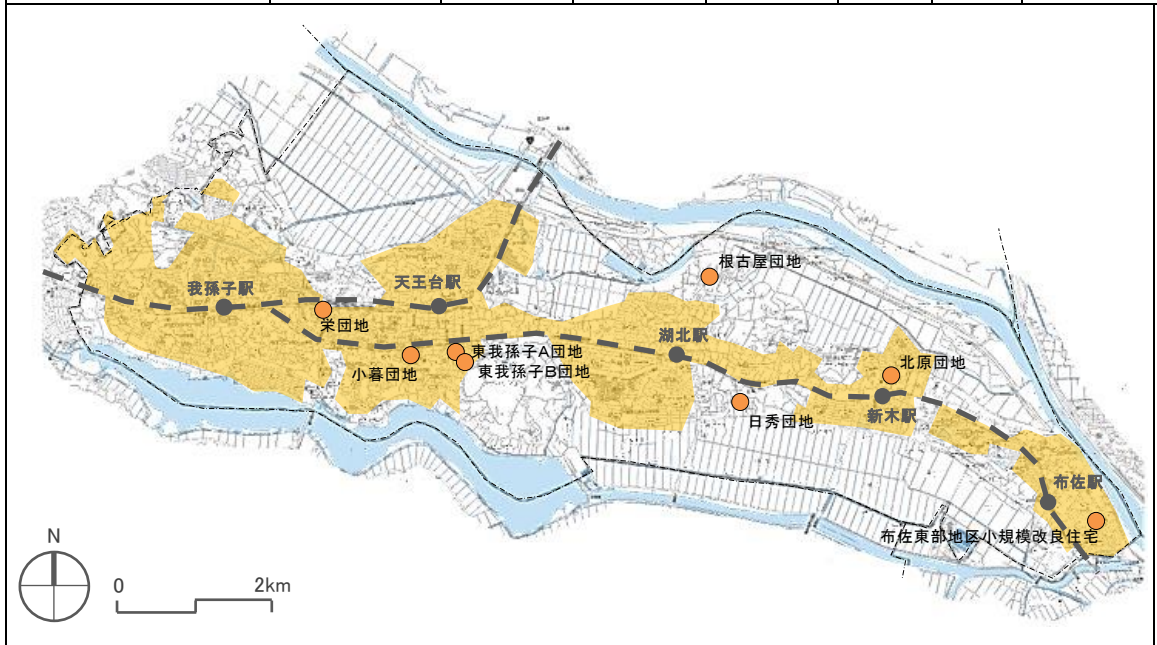 根古屋団地
天王台駅
我孫子駅
栄団地
湖北駅
東我孫子A団地
小暮団地
東我孫子B団地
北原団地
日秀団地
新木駅
布佐駅
布佐東部地区小規模改良住宅
N
0 2km